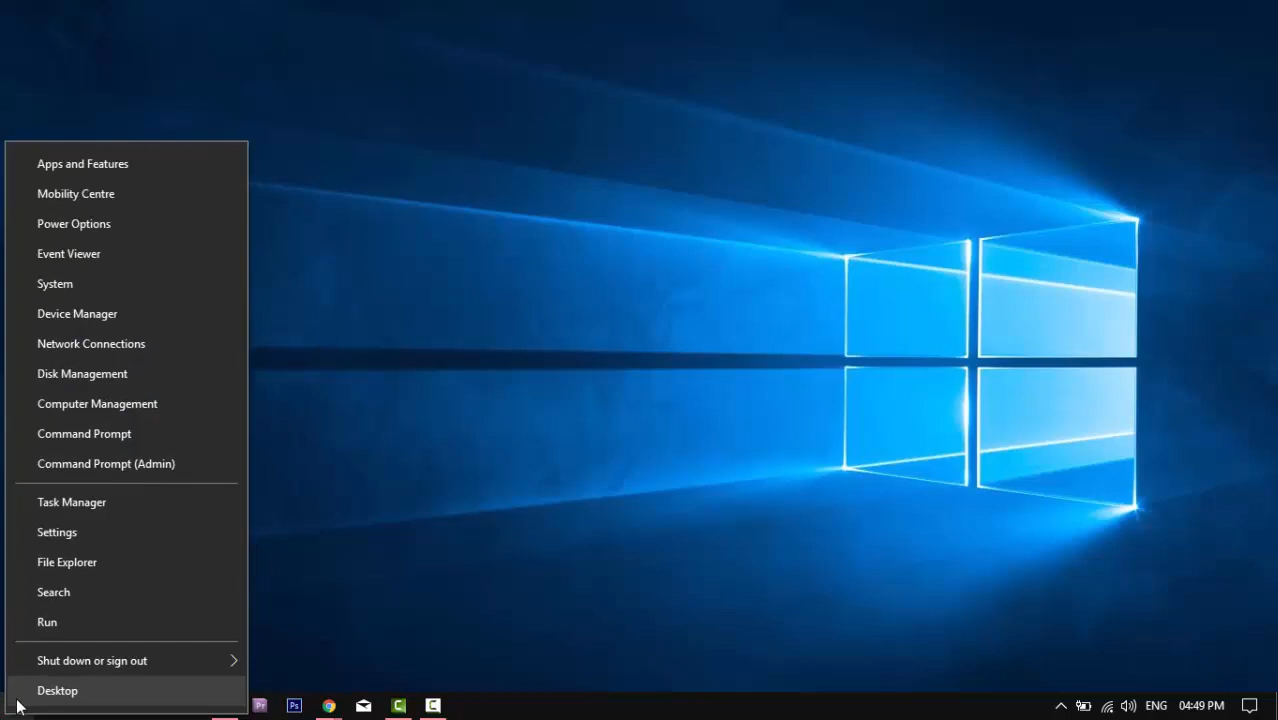 Apps and Features
Mobility Centre
Power Options
Event Viewer
System
Device Manager
Network Connections
Disk Management
Computer Management
Command Prompt
Command Prompt (Admin)
Task Manager
Settings
File Explorer
Search
Run
Shut down or sign out
Desktop
Pr Ps C C ENG 04:49 PM